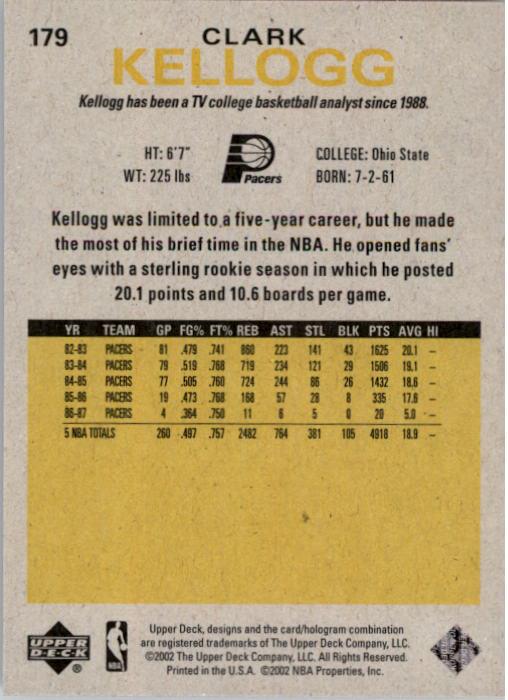 179
CLARK
KELLOGG
Kellogg has been a TV college basketball analyst since 1988.
HT: 6'7"
WT: 225 lbs
Pacers
COLLEGE: Ohio State
BORN: 7-2-61
Kellogg was limited to a five-year career, but he made
the most of his brief time in the NBA. He opened fans'
eyes with a sterling rookie season in which he posted
20.1 points and 10.6 boards per game.
YR TEAM GP FG% FT% REB AST STL BLK PTS AVG HI
82-83 PACERS 81 .479 .741 860 223 141 43 1625 20.1 –
83-84 PACERS 79 .519 .768 719 234 121 29 1506 19.1 –
84-85 PACERS 77 .505 .760 724 244 86 26 1432 18.6 –
85-86 PACERS 19 .473 .768 168 57 28 8 335 17.6 –
86-87 PACERS 4 .364 .750 11 6 5 0 20 5.0 –
5 NBA TOTALS 260 .497 .757 2482 764 381 105 4918 18.9 –
UPPER
DECK
®
NBA
Upper Deck, designs and the card/hologram combination
are registered trademarks of The Upper Deck Company, LLC.
©2002 The Upper Deck Company, LLC. All Rights Reserved.
Printed in the U.S.A. ©2002 NBA Properties, Inc.